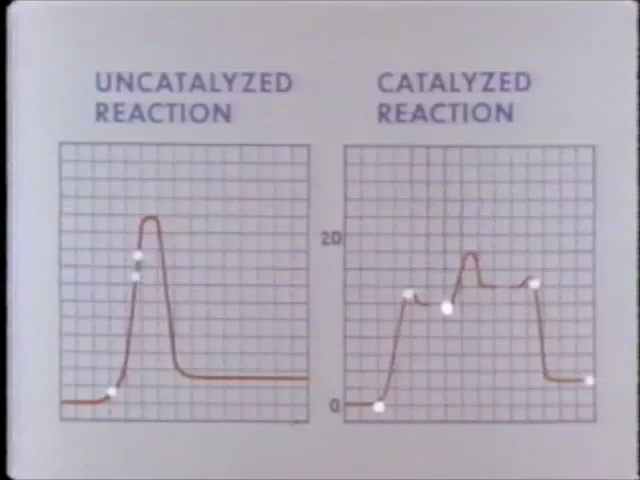 UNCATALYZED
REACTION
CATALYZED
REACTION
20
0